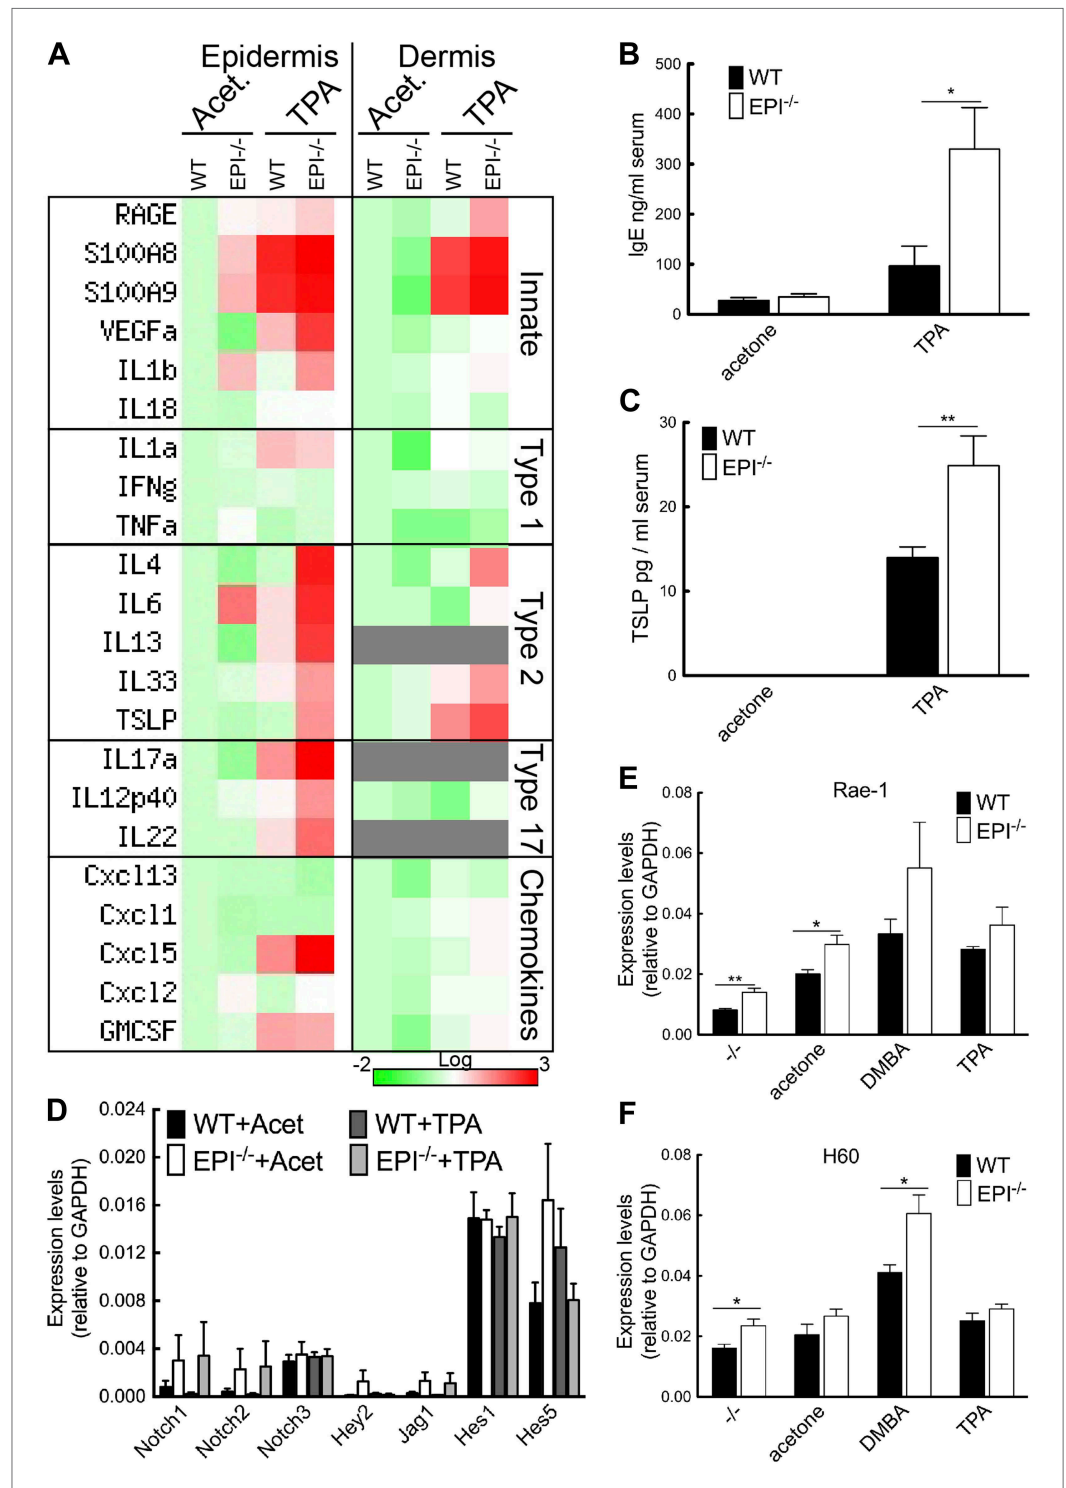 A
Epidermis Dermis
Acet. TPA Acet. TPA
WT EPI-/- WT EPI-/- WT EPI-/- WT EPI-/-
RAGE
S100A8
S100A9
VEGFa
IL1b
IL18
Innate
IL1a
IFNg
TNFa
Type 1
IL4
IL6
IL13
IL33
TSLP
Type 2
IL17a
IL12p40
IL22
Type 17
Cxcl13
Cxcl1
Cxcl5
Cxcl2
GMCSF
Chemokines
-2 Log 3
B
IgE ng/ml serum
500
400
300
200
100
0
WT
EPI-/-
*
acetone TPA
C
TSLP pg / ml serum
30
20
10
0
WT
EPI-/-
**
acetone TPA
D
Expression levels
(relative to GAPDH)
0.024
0.020
0.016
0.012
0.008
0.004
0.000
WT+Acet WT+TPA
EPI-/-+Acet EPI-/-+TPA
Notch1 Notch2 Notch3 Hey2 Jag1 Hes1 Hes5
E
Rae-1
Expression levels
(relative to GAPDH)
0.08
0.06
0.04
0.02
0.00
WT
EPI-/-
** *
-/- acetone DMBA TPA
F
H60
Expression levels
(relative to GAPDH)
0.08
0.06
0.04
0.02
0.00
WT
EPI-/-
* *
-/- acetone DMBA TPA